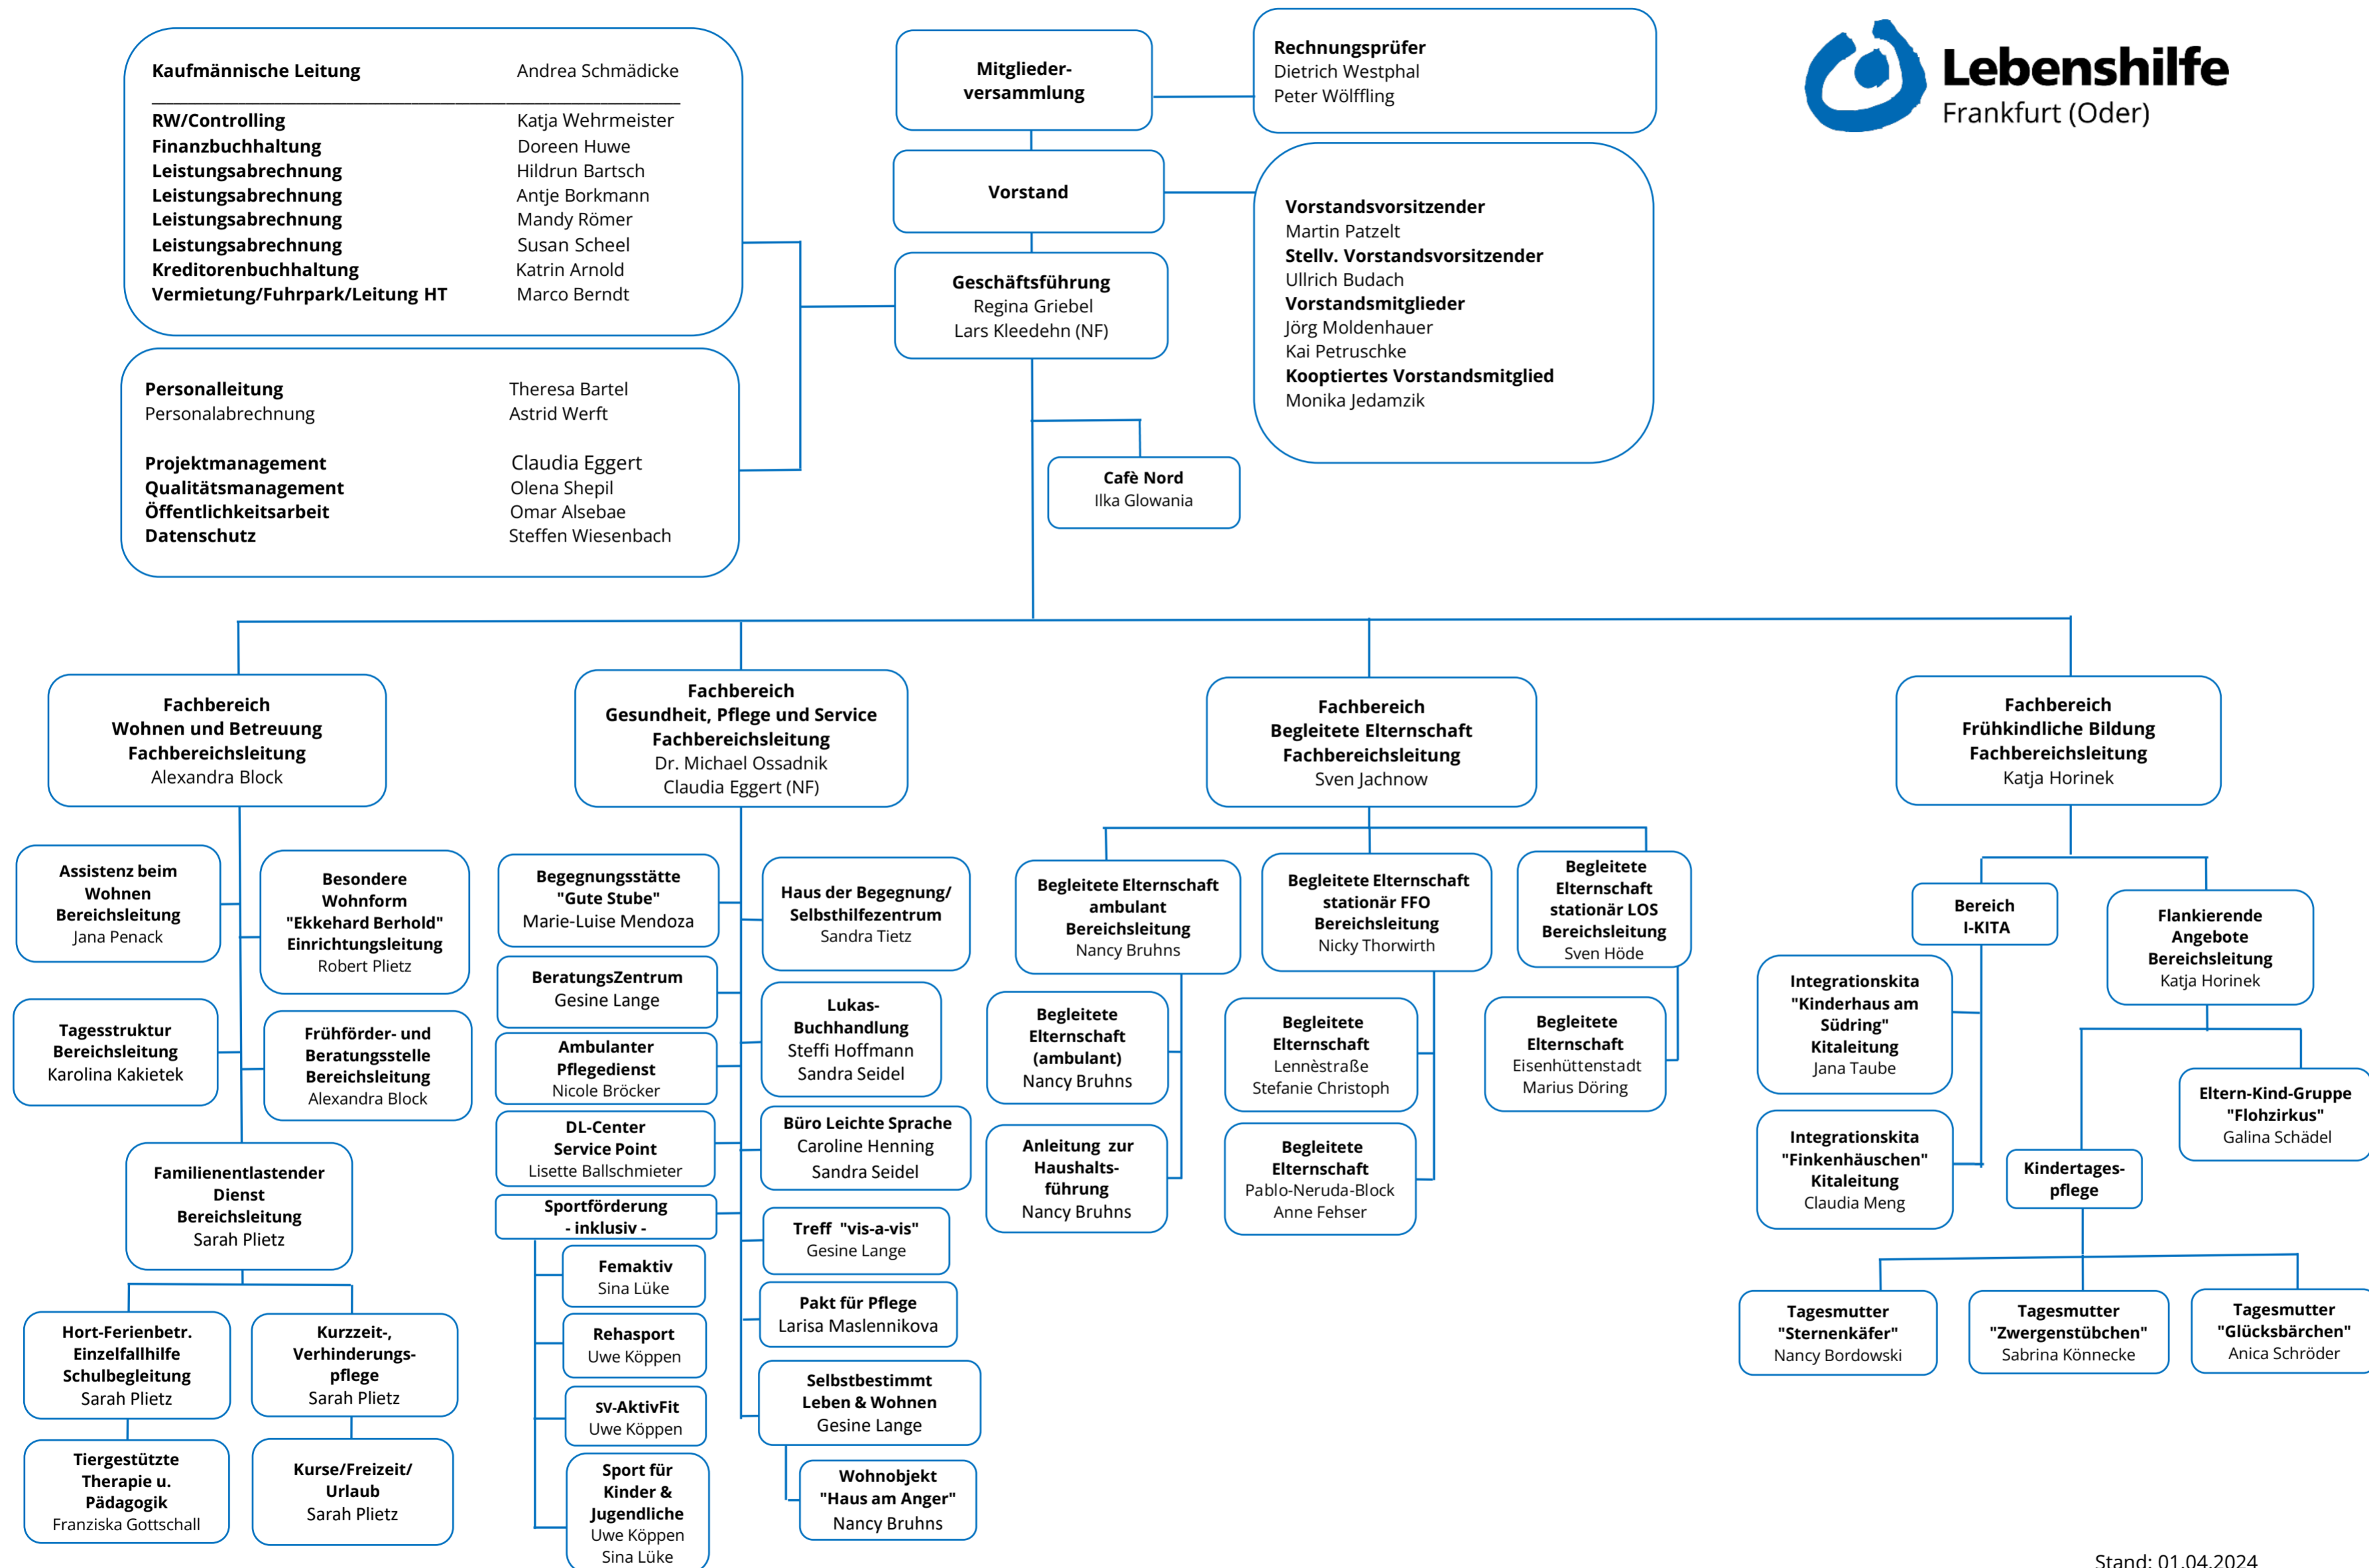 Kaufmännische Leitung Andrea Schmädicke
RW/Controlling Katja Wehrmeister
Finanzbuchhaltung Doreen Huwe
Leistungsabrechnung Hildrun Bartsch
Leistungsabrechnung Antje Borkmann
Leistungsabrechnung Mandy Römer
Leistungsabrechnung Susan Scheel
Kreditorenbuchhaltung Katrin Arnold
Vermietung/Fuhrpark/Leitung HT Marco Berndt
Personalleitung Theresa Bartel
Personalabrechnung Astrid Werft
Projektmanagement Claudia Eggert
Qualitätsmanagement Olena Shepil
Öffentlichkeitsarbeit Omar Alsebae
Datenschutz Steffen Wiesenbach
Mitglieder-
versammlung
Vorstand
Geschäftsführung
Regina Griebel
Lars Kleedehn (NF)
Rechnungsprüfer
Dietrich Westphal
Peter Wölffling
Vorstandsvorsitzender
Martin Patzelt
Stellv. Vorstandsvorsitzender
Ullrich Budach
Vorstandsmitglieder
Jörg Moldenhauer
Kai Petruschke
Kooptiertes Vorstandsmitglied
Monika Jedamzik
Lebenshilfe
Frankfurt (Oder)
Cafè Nord
Ilka Glowania
Fachbereich
Wohnen und Betreuung
Fachbereichsleitung
Alexandra Block
Assistenz beim
Wohnen
Bereichsleitung
Jana Penack
Besondere
Wohnform
"Ekkehard Berhold"
Einrichtungsleitung
Robert Plietz
Tagesstruktur
Bereichsleitung
Karolina Kakietek
Frühförder- und
Beratungsstelle
Bereichsleitung
Alexandra Block
Familienentlastender
Dienst
Bereichsleitung
Sarah Plietz
Hort-Ferienbetr.
Einzelfallhilfe
Schulbegleitung
Sarah Plietz
Kurzzeit-,
Verhinderungs-
pflege
Sarah Plietz
Tiergestützte
Therapie u.
Pädagogik
Franziska Gottschall
Kurse/Freizeit/
Urlaub
Sarah Plietz
Fachbereich
Gesundheit, Pflege und Service
Fachbereichsleitung
Dr. Michael Ossadnik
Claudia Eggert (NF)
Begegnungsstätte
"Gute Stube"
Marie-Luise Mendoza
BeratungsZentrum
Gesine Lange
Ambulanter
Pflegedienst
Nicole Bröcker
DL-Center
Service Point
Lisette Ballschmieter
Sportförderung
- inklusiv -
Femaktiv
Sina Lüke
Rehasport
Uwe Köppen
SV-AktivFit
Uwe Köppen
Sport für
Kinder &
Jugendliche
Uwe Köppen
Sina Lüke
Haus der Begegnung/
Selbsthilfezentrum
Sandra Tietz
Lukas-
Buchhandlung
Steffi Hoffmann
Sandra Seidel
Büro Leichte Sprache
Caroline Henning
Sandra Seidel
Treff "vis-a-vis"
Gesine Lange
Pakt für Pflege
Larisa Maslennikova
Selbstbestimmt
Leben & Wohnen
Gesine Lange
Wohnobjekt
"Haus am Anger"
Nancy Bruhns
Fachbereich
Begleitete Elternschaft
Fachbereichsleitung
Sven Jachnow
Begleitete Elternschaft
ambulant
Bereichsleitung
Nancy Bruhns
Begleitete
Elternschaft
(ambulant)
Nancy Bruhns
Anleitung zur
Haushalts-
führung
Nancy Bruhns
Begleitete Elternschaft
stationär FFO
Bereichsleitung
Nicky Thorwirth
Begleitete
Elternschaft
Lennèstraße
Stefanie Christoph
Begleitete
Elternschaft
Pablo-Neruda-Block
Anne Fehser
Begleitete
Elternschaft
stationär LOS
Bereichsleitung
Sven Höde
Begleitete
Elternschaft
Eisenhüttenstadt
Marius Döring
Fachbereich
Frühkindliche Bildung
Fachbereichsleitung
Katja Horinek
Bereich
I-KITA
Integrationskita
"Kinderhaus am
Südring"
Kitaleitung
Jana Taube
Integrationskita
"Finkenhäuschen"
Kitaleitung
Claudia Meng
Flankierende
Angebote
Bereichsleitung
Katja Horinek
Eltern-Kind-Gruppe
"Flohzirkus"
Galina Schädel
Kindertages-
pflege
Tagesmutter
"Sternenkäfer"
Nancy Bordowski
Tagesmutter
"Zwergenstübchen"
Sabrina Könnecke
Tagesmutter
"Glücksbärchen"
Anica Schröder
Stand: 01.04.2024